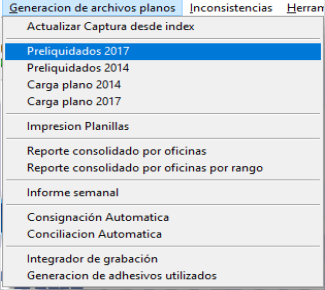 Generacion de archivos planos Inconsistencias Herram
Actualizar Captura desde index
Preliquidados 2017
Preliquidados 2014
Carga plano 2014
Carga plano 2017
Impresion Planillas
Reporte consolidado por oficinas
Reporte consolidado por oficinas por rango
Informe semanal
Consignación Automatica
Conciliacion Automatica
Integrador de grabación
Generacion de adhesivos utilizados